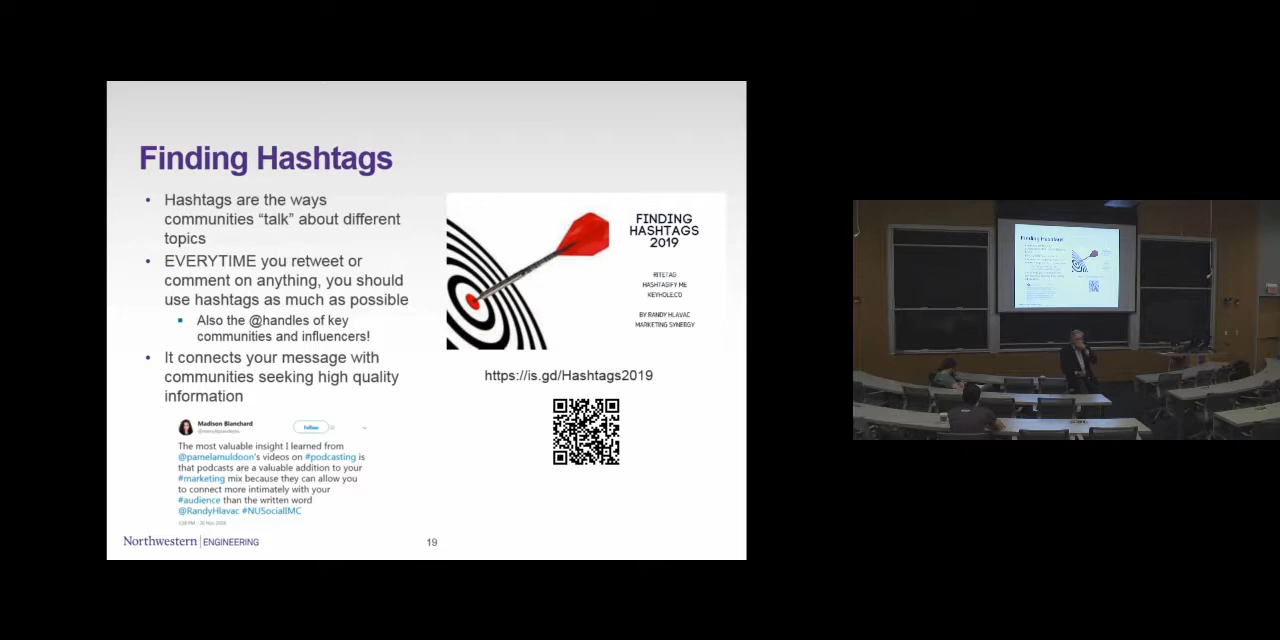 Finding Hashtags
• Hashtags are the ways
communities “talk” about different
topics
• EVERYTIME you retweet or
comment on anything, you should
use hashtags as much as possible
▪ Also the @handles of key
communities and influencers!
• It connects your message with
communities seeking high quality
information
Madison Blanchard
Follow
The most valuable insight I learned from
@pamelamuldoon's videos on #podcasting is
that podcasts are a valuable addition to your
#marketing mix because they can allow you
to connect more intimately with your
#audience than the written word
@RandyHlavac #NUSocialIMC
FINDING
HASHTAGS
2019
RITETAG
HASHTAGIFY ME
KEYHOLE.CO
BY RANDY HLAVAC
MARKETING SYNERGY
https://is.gd/Hashtags2019
Northwestern | ENGINEERING
19
Finding Hashtags